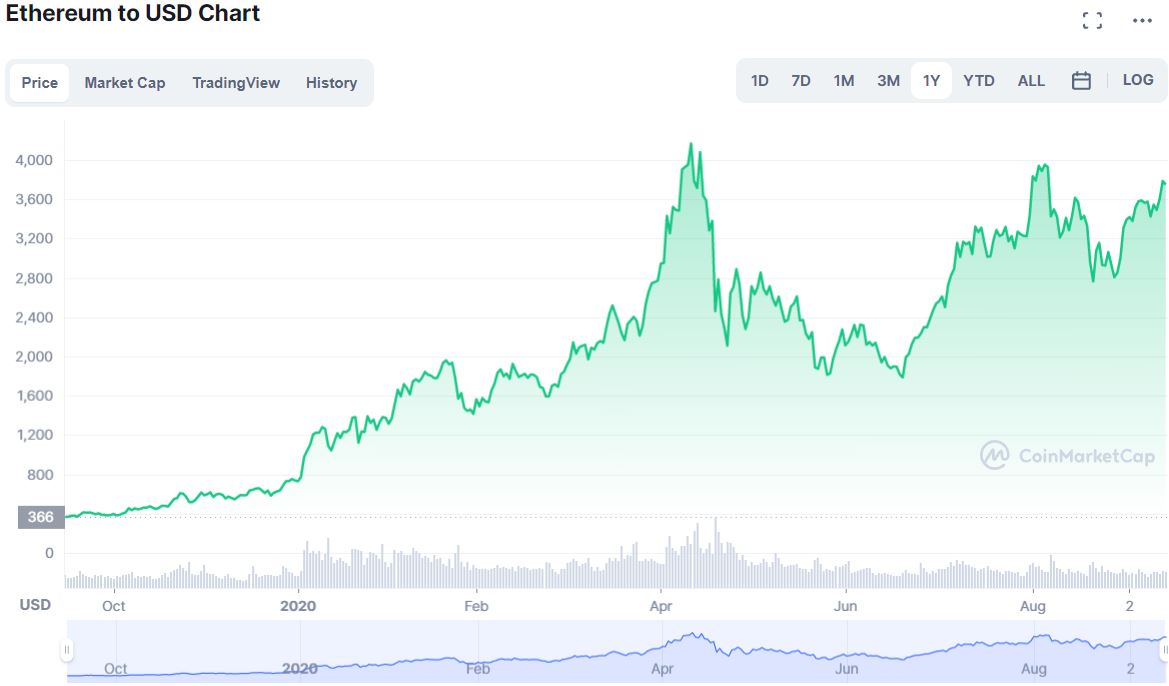 Ethereum to USD Chart
Price Market Cap TradingView History
1D 7D 1M 3M 1Y YTD ALL LOG
4,000
3,600
3,200
2,800
2,400
2,000
1,600
1,200
800
366
0
CoinMarketCap
USD Oct 2020 Feb Apr Jun Aug 2
Oct 2020 Feb Apr Jun Aug 2